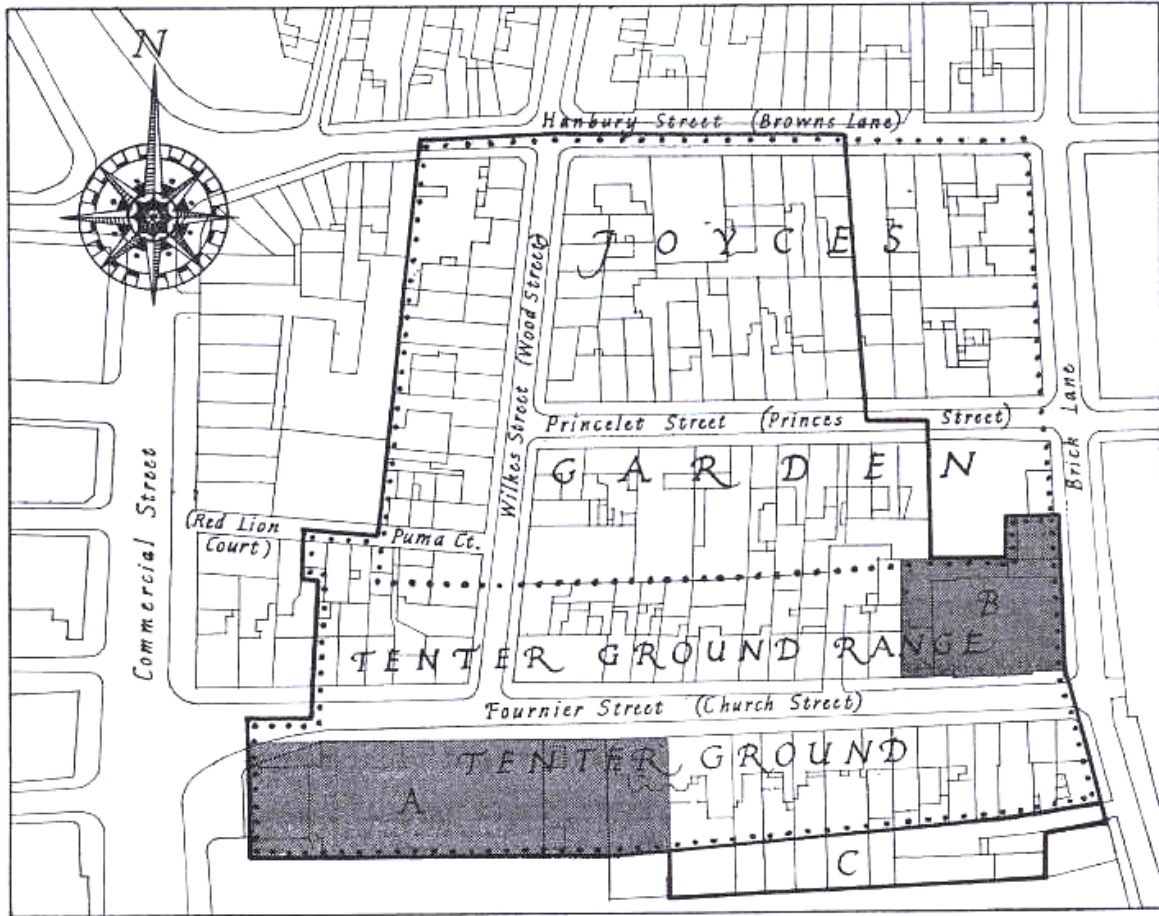 N
Hanbury Street (Browns Lane)
JOYCES
Wilkes Street (Wood Street)
Princelet Street (Princes Street)
Brick Lane
GARDEN
Commercial Street
(Red Lion
Court)
Puma Ct.
B
TENTER GROUND RANGE
Fournier Street (Church Street)
TENTER GROUND
A
C